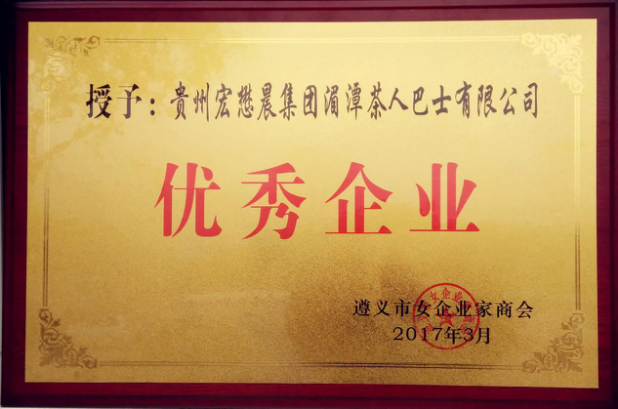 授予：贵州宏懋晨集团湄潭茶人巴士有限公司
优秀企业
遵义市女企业家商会
2017年3月